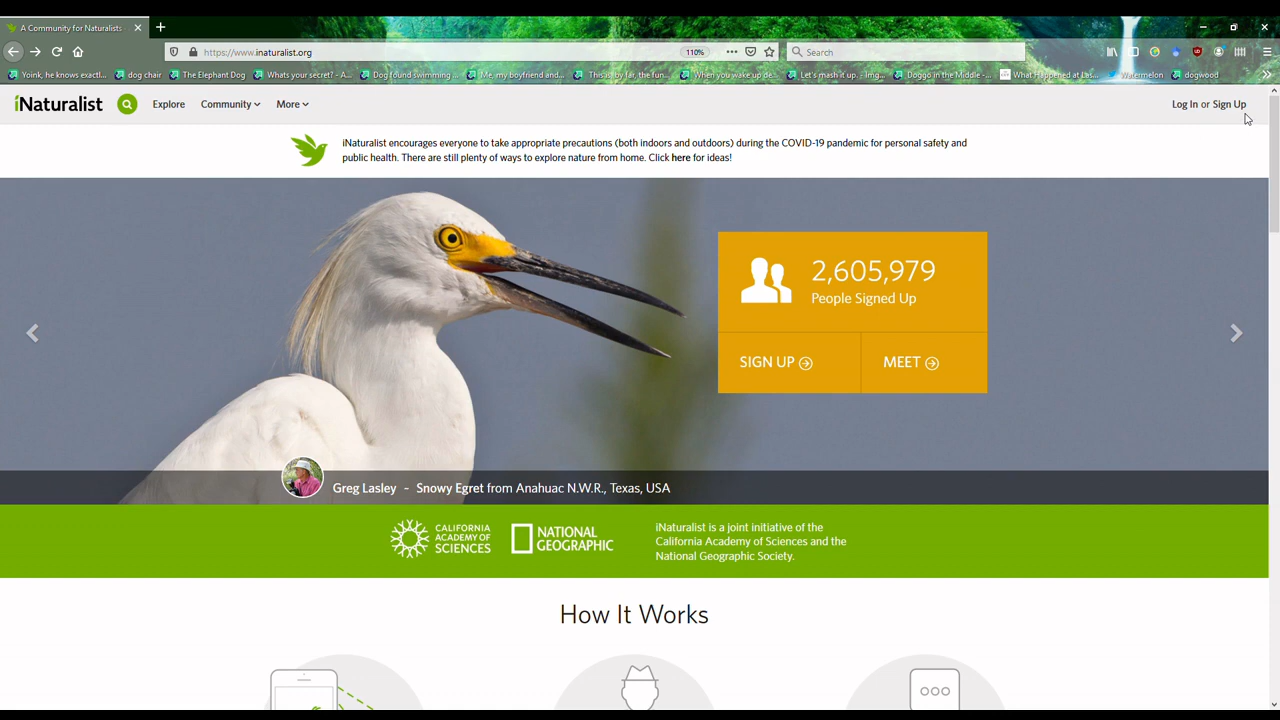 A Community for Naturalists
https://www.inaturalist.org
110%
Search
Yoink, he knows exactl...
dog chair
The Elephant Dog
Whats your secret? - A...
Dog found swimming ...
Me, my boyfriend and...
This is, by far, the fun...
When you wake up de...
Let's mash it up. - Img...
Doggo in the Middle -...
What Happened at Las...
Watermelon
dogwood
iNaturalist
Explore
Community
More
Log In or Sign Up
iNaturalist encourages everyone to take appropriate precautions (both indoors and outdoors) during the COVID-19 pandemic for personal safety and
public health. There are still plenty of ways to explore nature from home. Click here for ideas!
2,605,979
People Signed Up
SIGN UP
MEET
Greg Lasley - Snowy Egret from Anahuac N.W.R., Texas, USA
CALIFORNIA
ACADEMY OF
SCIENCES
NATIONAL
GEOGRAPHIC
iNaturalist is a joint initiative of the
California Academy of Sciences and the
National Geographic Society.
How It Works